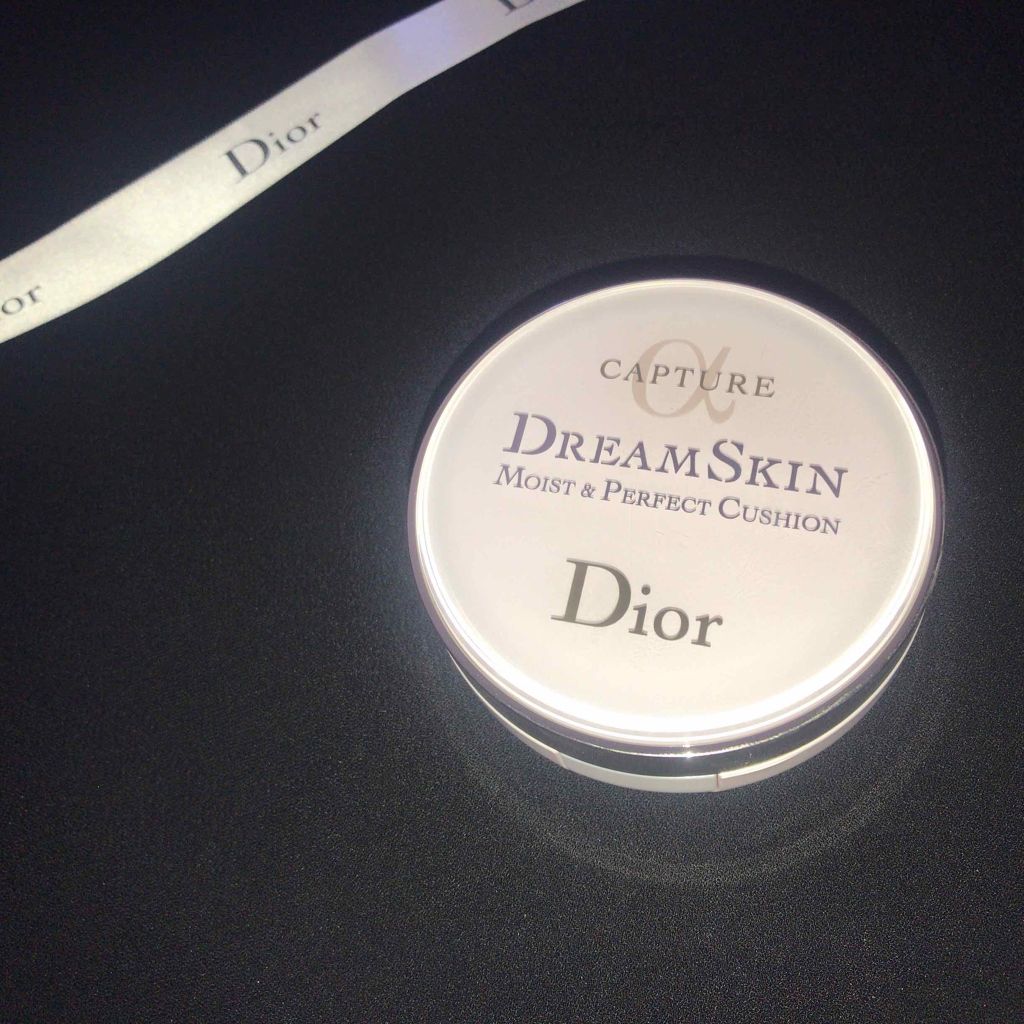 Dior
or
CAPTURE
α
DREAMSKIN
MOIST & PERFECT CUSHION
Dior